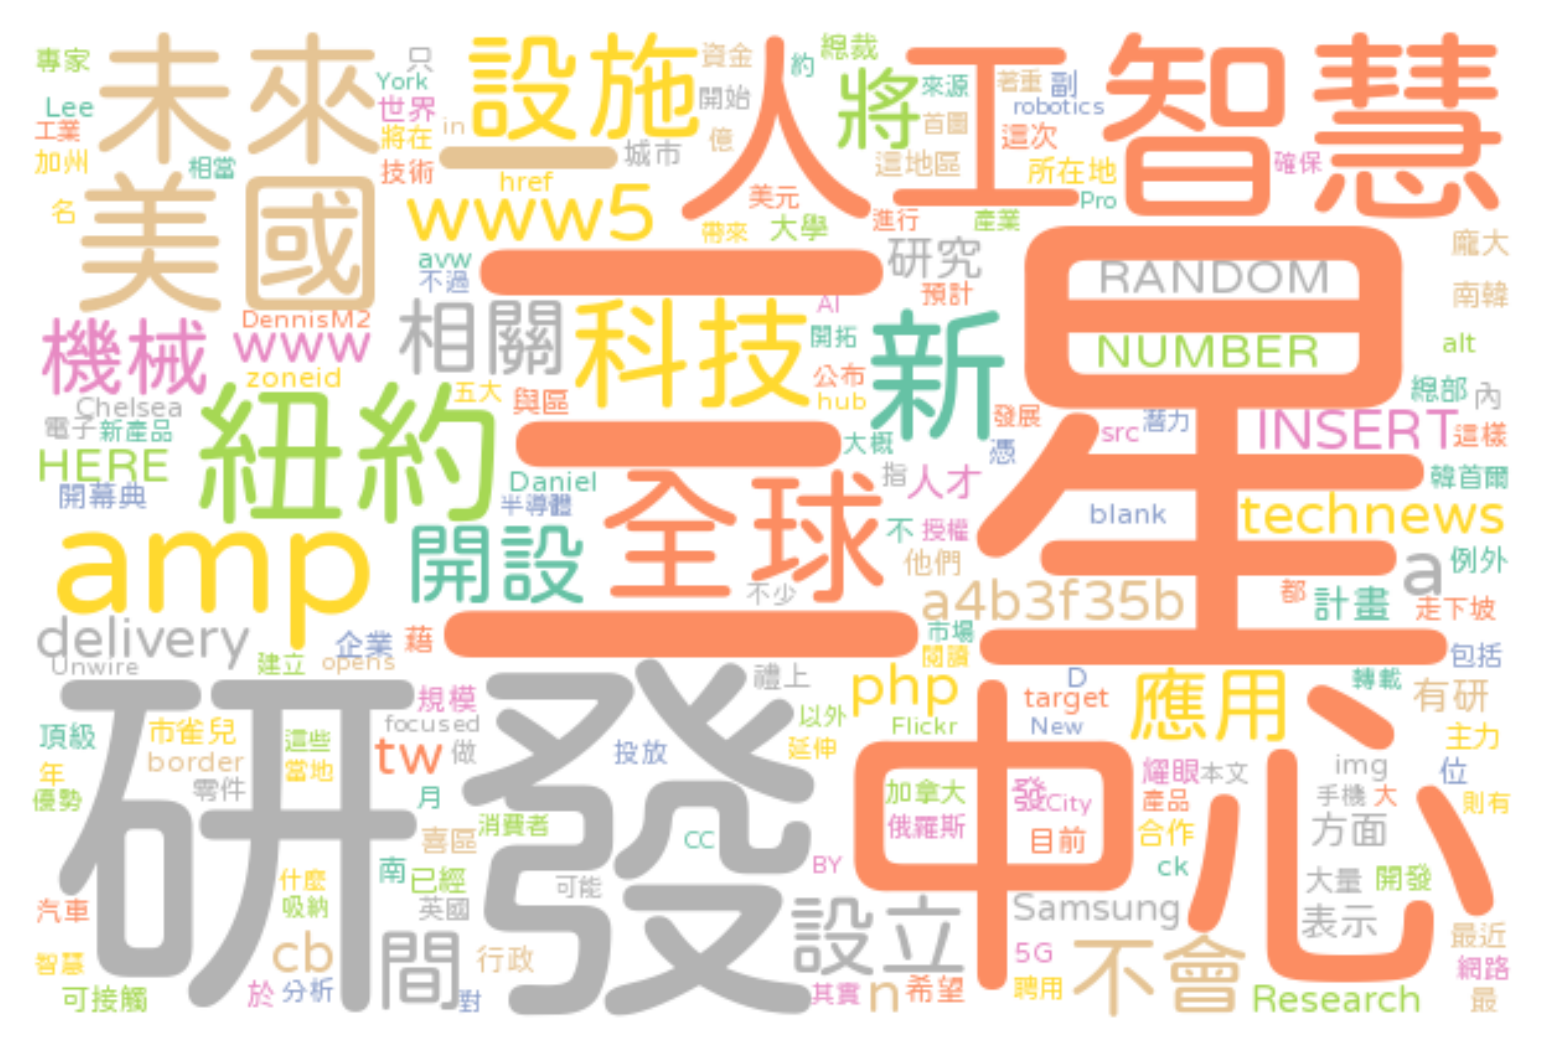 專家
未來
只
設施
資金
約
總裁
人工智慧
York
Lee
世界
開始
將
來源
著重
副
robotics
工業
將在
in
一
億
首圖
這次
加州
相當
技術
城市
這地區
所在地
確保
href
美元
Pro
名
美國
www5
帶來
大學
進行
產業
avw
研究
龐大
不過
三星
RANDOM
預計
南韓
AI
DennisM2
相關
科技
新
機械
www
開拓
NUMBER
alt
zoneid
五大
公布
總部
內
紐約
與區
hub
Chelsea
發展
src
潛力
INSERT
這樣
電子
新產品
大概
憑
HERE
Daniel
全球
指
人才
韓首爾
開幕典
半導體
blank
technews
amp
開設
不
授權
他們
a
例外
不少
a4b3f35b
都
計畫
走下坡
delivery
企業
藉
市場
閱讀
包括
Unwire
建立
opens
研發
禮上
D
轉載
規模
php
target
應用
有研
focused
以外
Flickr
New
頂級
市雀兒
這些
tw
做
投放
延伸
中心
主力
border
當地
年
零件
耀眼
本文
img
位
優勢
月
加拿大
發
City
產品
手機
大
則有
消費者
俄羅斯
目前
合作
方面
喜區
CC
南
已經
BY
ck
什麼
可能
大量
開發
吸納
英國
設立
Samsung
表示
汽車
cb
間
行政
5G
不會
最近
智慧
網路
可接觸
於
分析
對
其實
n
希望
聘用
Research
最